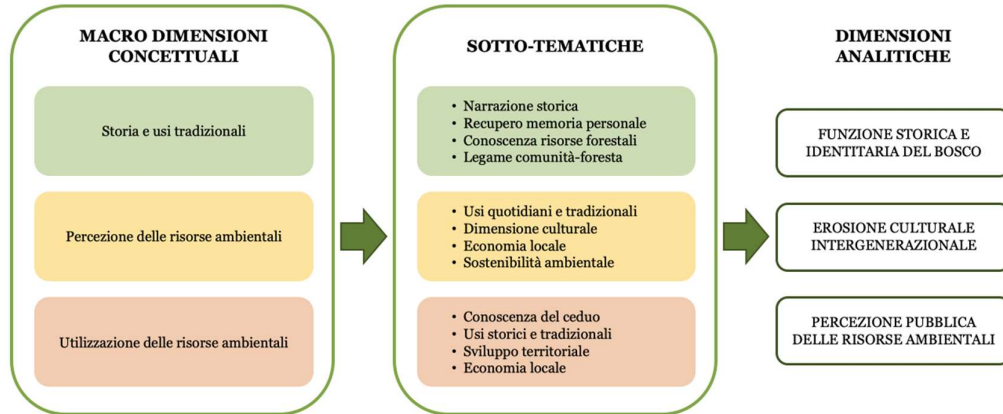 MACRO DIMENSIONI
CONCETTUALI
Storia e usi tradizionali
Percezione delle risorse ambientali
Utilizzazione delle risorse ambientali
SOTTO-TEMATICHE
• Narrazione storica
• Recupero memoria personale
• Conoscenza risorse forestali
• Legame comunità-foresta
• Usi quotidiani e tradizionali
• Dimensione culturale
• Economia locale
• Sostenibilità ambientale
• Conoscenza del ceduo
• Usi storici e tradizionali
• Sviluppo territoriale
• Economia locale
DIMENSIONI
ANALITICHE
FUNZIONE STORICA E
IDENTITARIA DEL BOSCO
EROSIONE CULTURALE
INTERGENERAZIONALE
PERCEZIONE PUBBLICA
DELLE RISORSE AMBIENTALI